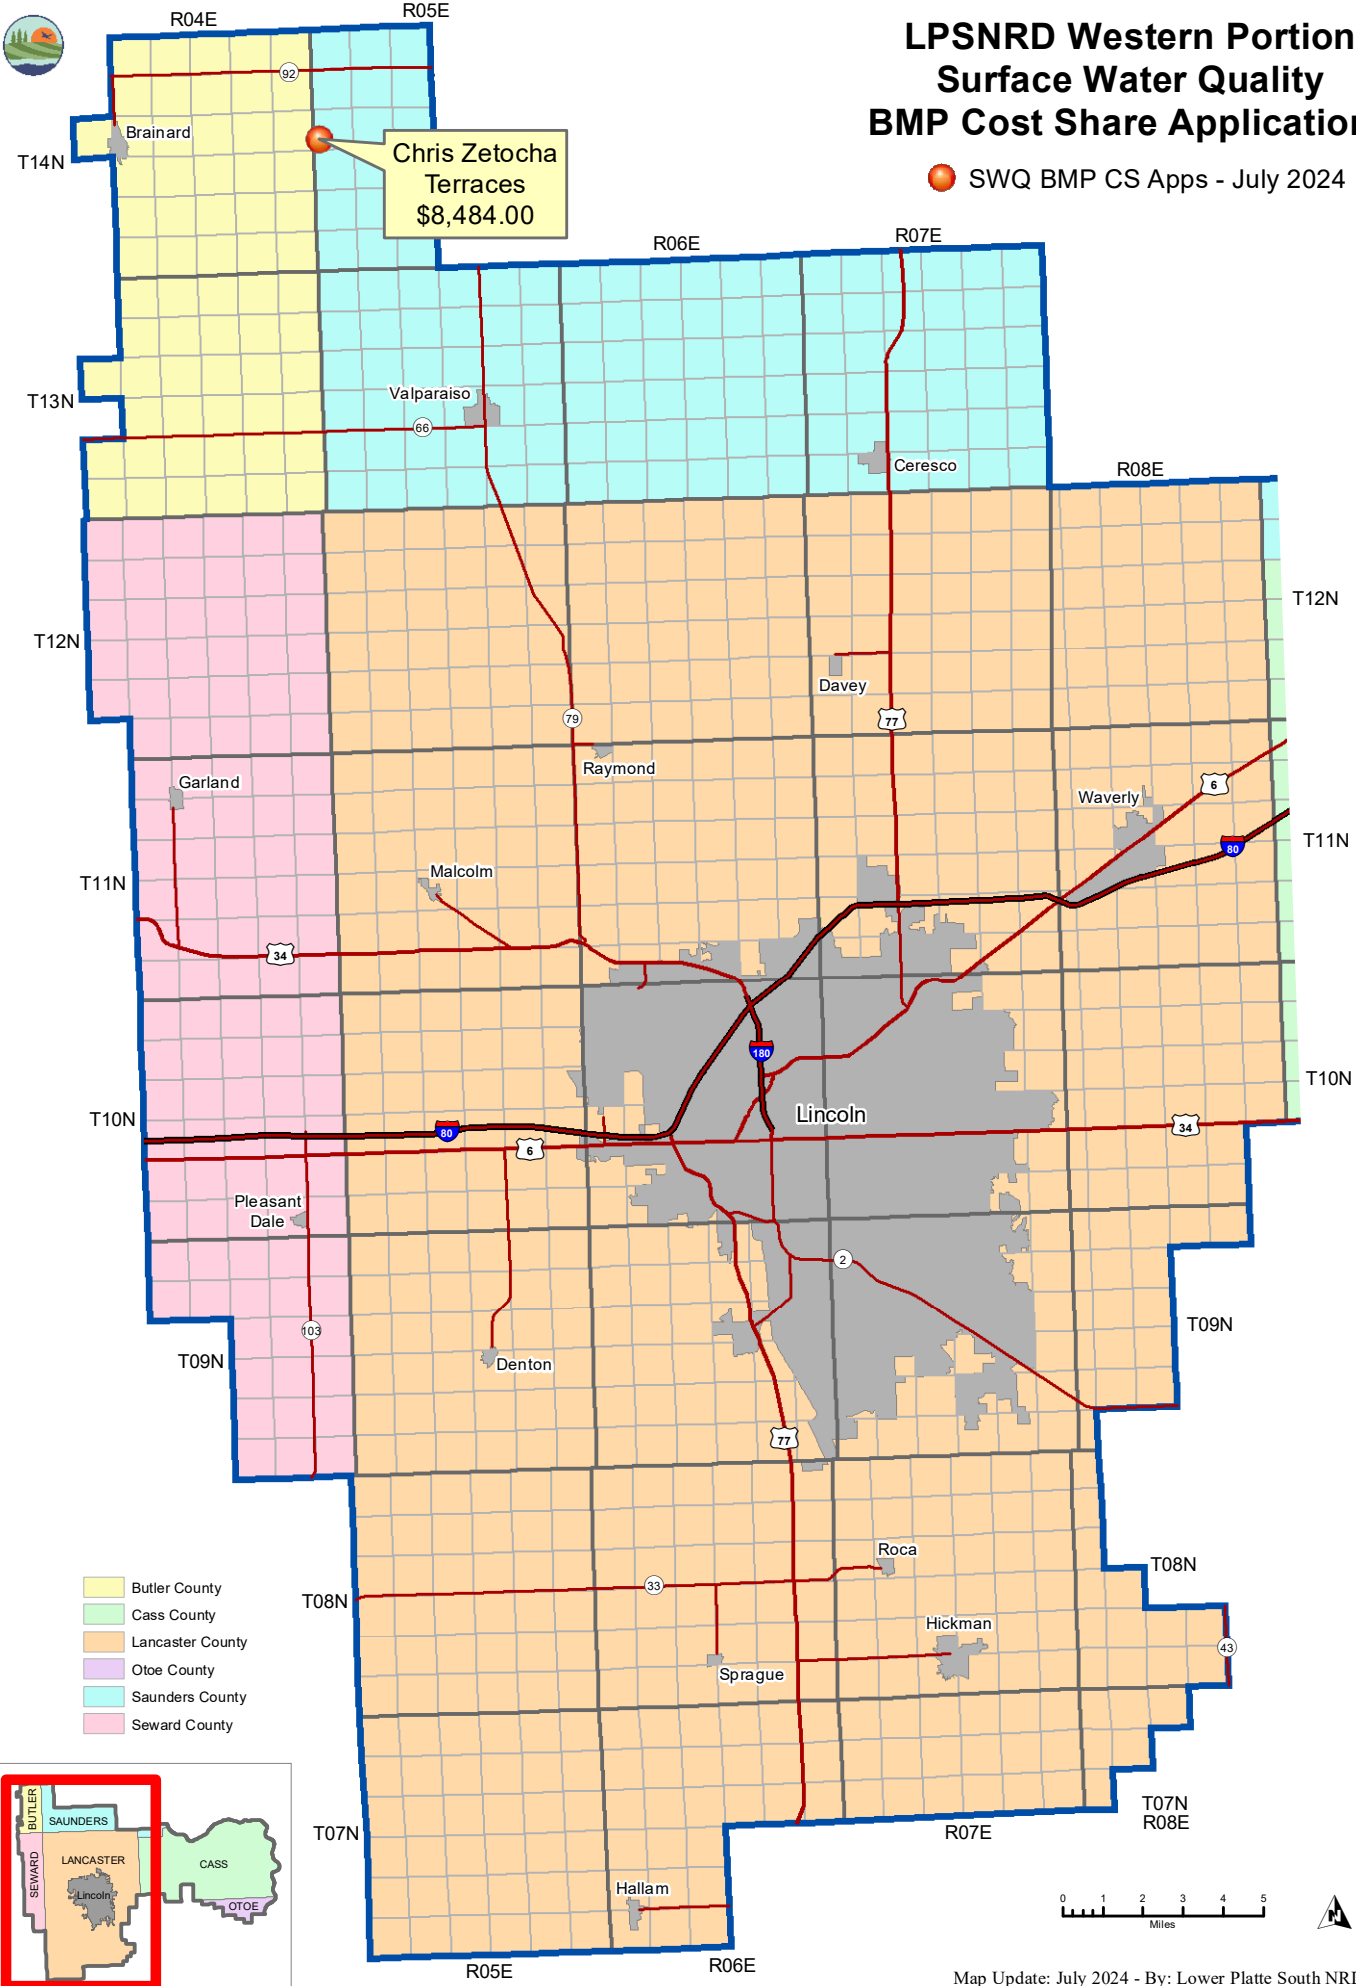 R04E
R05E
LPSNRD Western Portion
Surface Water Quality
BMP Cost Share Application
SWQ BMP CS Apps - July 2024
92
Brainard
T14N
Chris Zetocha
Terraces
$8,484.00
R06E
R07E
Valparaiso
T13N
66
Ceresco
R08E
T12N
T12N
Davey
79
77
Raymond
Garland
6
Waverly
80
T11N
Malcolm
T11N
34
180
T10N
Lincoln
T10N
80
6
34
Pleasant
Dale
2
103
T09N
T09N
Denton
77
Roca
T08N
33
T08N
Hickman
43
Sprague
Butler County
Cass County
Lancaster County
Otoe County
Saunders County
Seward County
T07N
R08E
T07N
R07E
BUTLER
SAUNDERS
SEWARD
LANCASTER
CASS
Lincoln
OTOE
Hallam
0 1 2 3 4 5
Miles
N
R05E
R06E
Map Update: July 2024 - By: Lower Platte South NRD